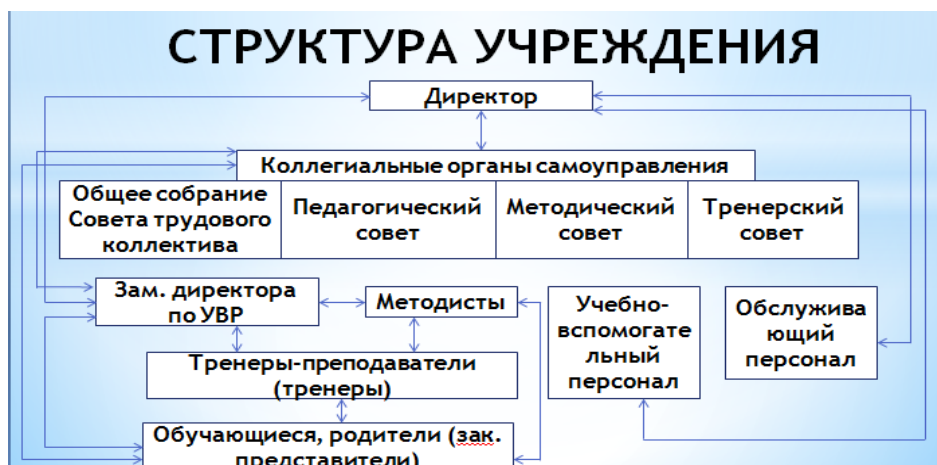 СТРУКТУРА УЧРЕЖДЕНИЯ
Директор
Коллегиальные органы самоуправления
Общее собрание
Совета трудового
коллектива
Педагогический
совет
Методический
совет
Тренерский
совет
Зам. директора
по УВР
Методисты
Учебно-
вспомогате
льный
персонал
Обслужива
ющий
персонал
Тренеры-преподаватели
(тренеры)
Обучающиеся, родители (зак.
представители)